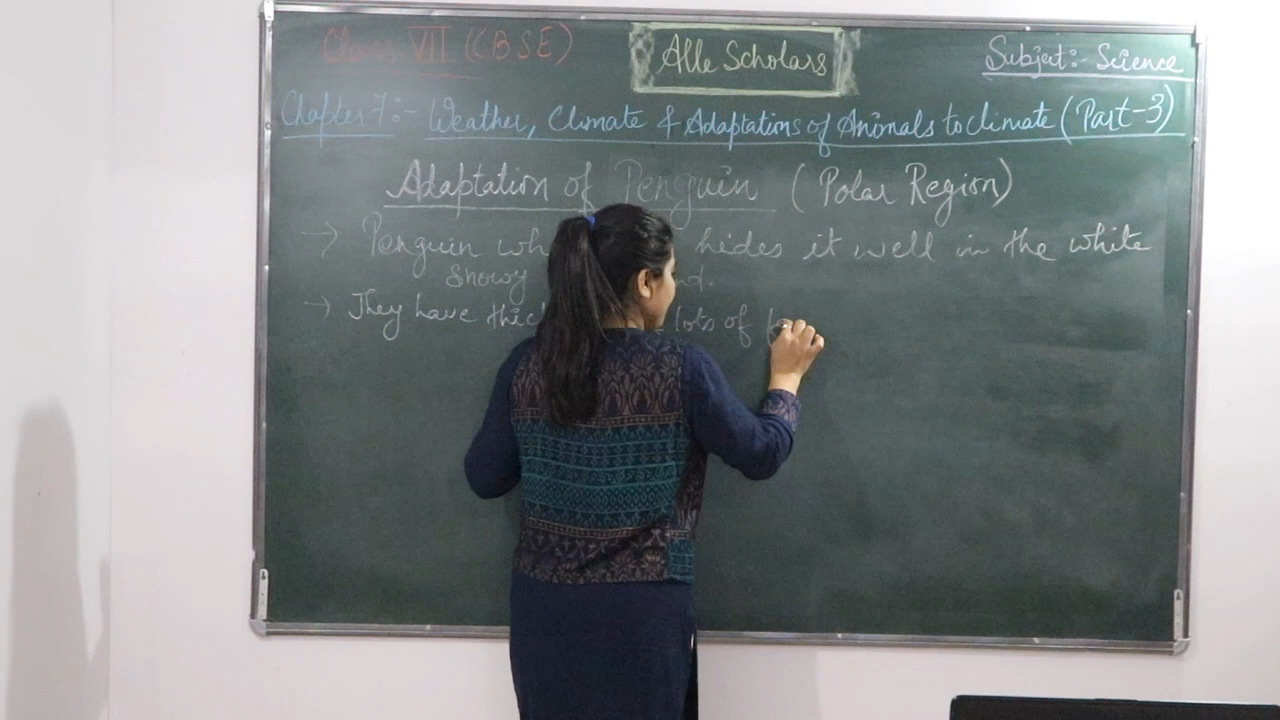 Class VII (CBSE)
Alle Scholars
Subject:- Science
Chapter 7:- Weather, Climate & Adaptations of Animals to climate (Part-3)
Adaptation of Penguin (Polar Region)
→ Penguin hides it well in the white
Snowy
→ They have lots of